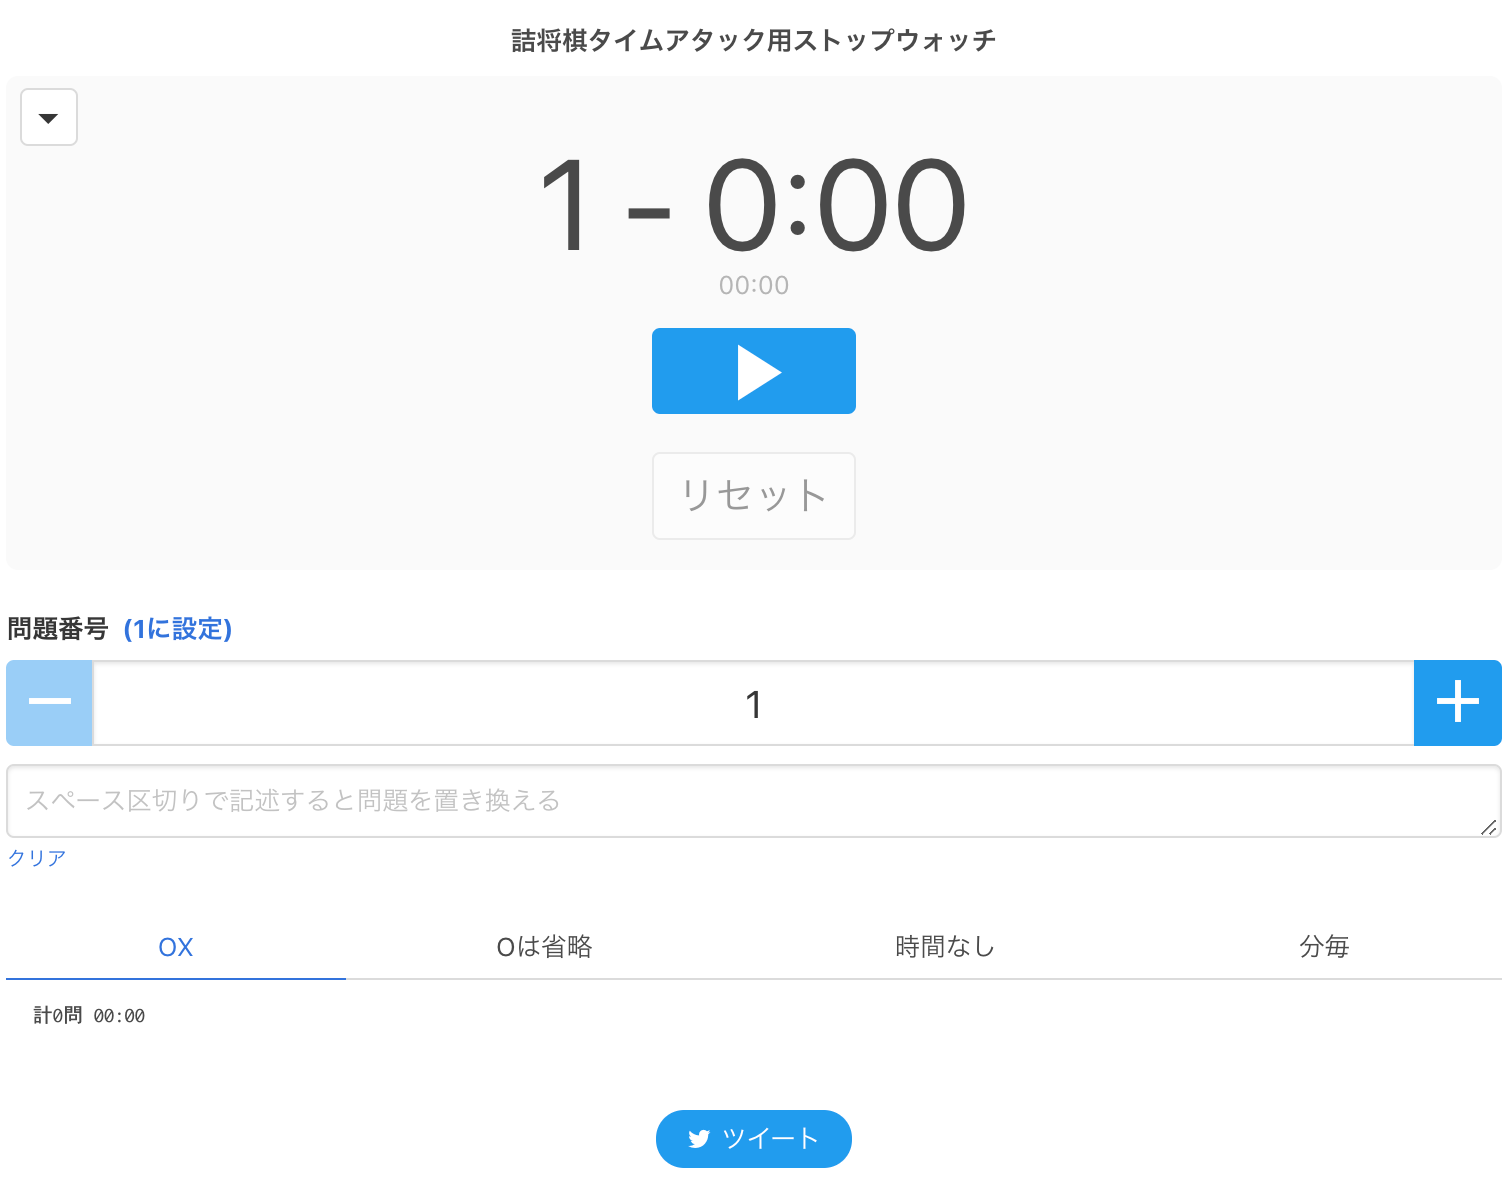 詰将棋タイムアタック用ストップウォッチ
1 - 0:00
00:00
リセット
問題番号 (1に設定)
1
スペース区切りで記述すると問題を置き換える
クリア
OX Oは省略 時間なし 分毎
計0問 00:00
ツイート